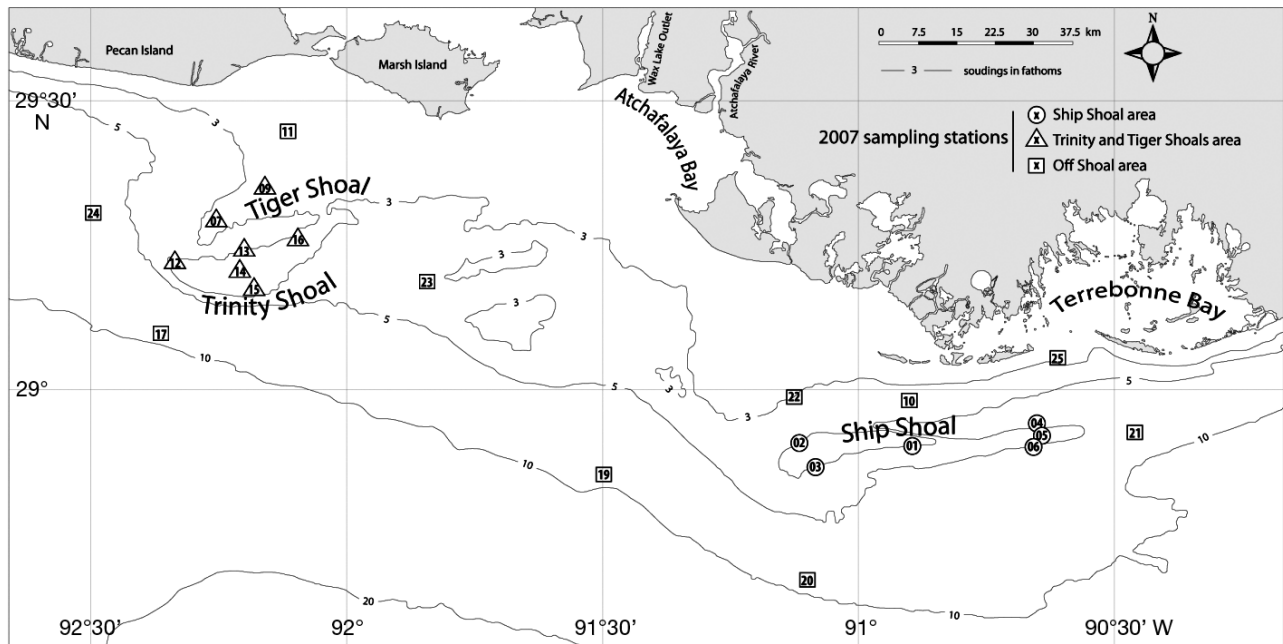 Pecan Island
Marsh Island
Wax Lake Outlet
Atchafalaya River
N
0 7.5 15 22.5 30 37.5 km
3 soudings in fathoms
29°30'
N
Atchafalaya Bay
2007 sampling stations
x Ship Shoal area
x Trinity and Tiger Shoals area
x Off Shoal area
5
3
11
09
Tiger Shoal
24
07
3
16
13
3
12
14
3
23
15
Trinity Shoal
3
5
17
10
Terrebonne Bay
29°
25
5
5
22
10
3
04
Ship Shoal
02
01
05
21
06
10
03
10
19
20
20
10
92°30'
92°
91°30'
91°
90°30' W